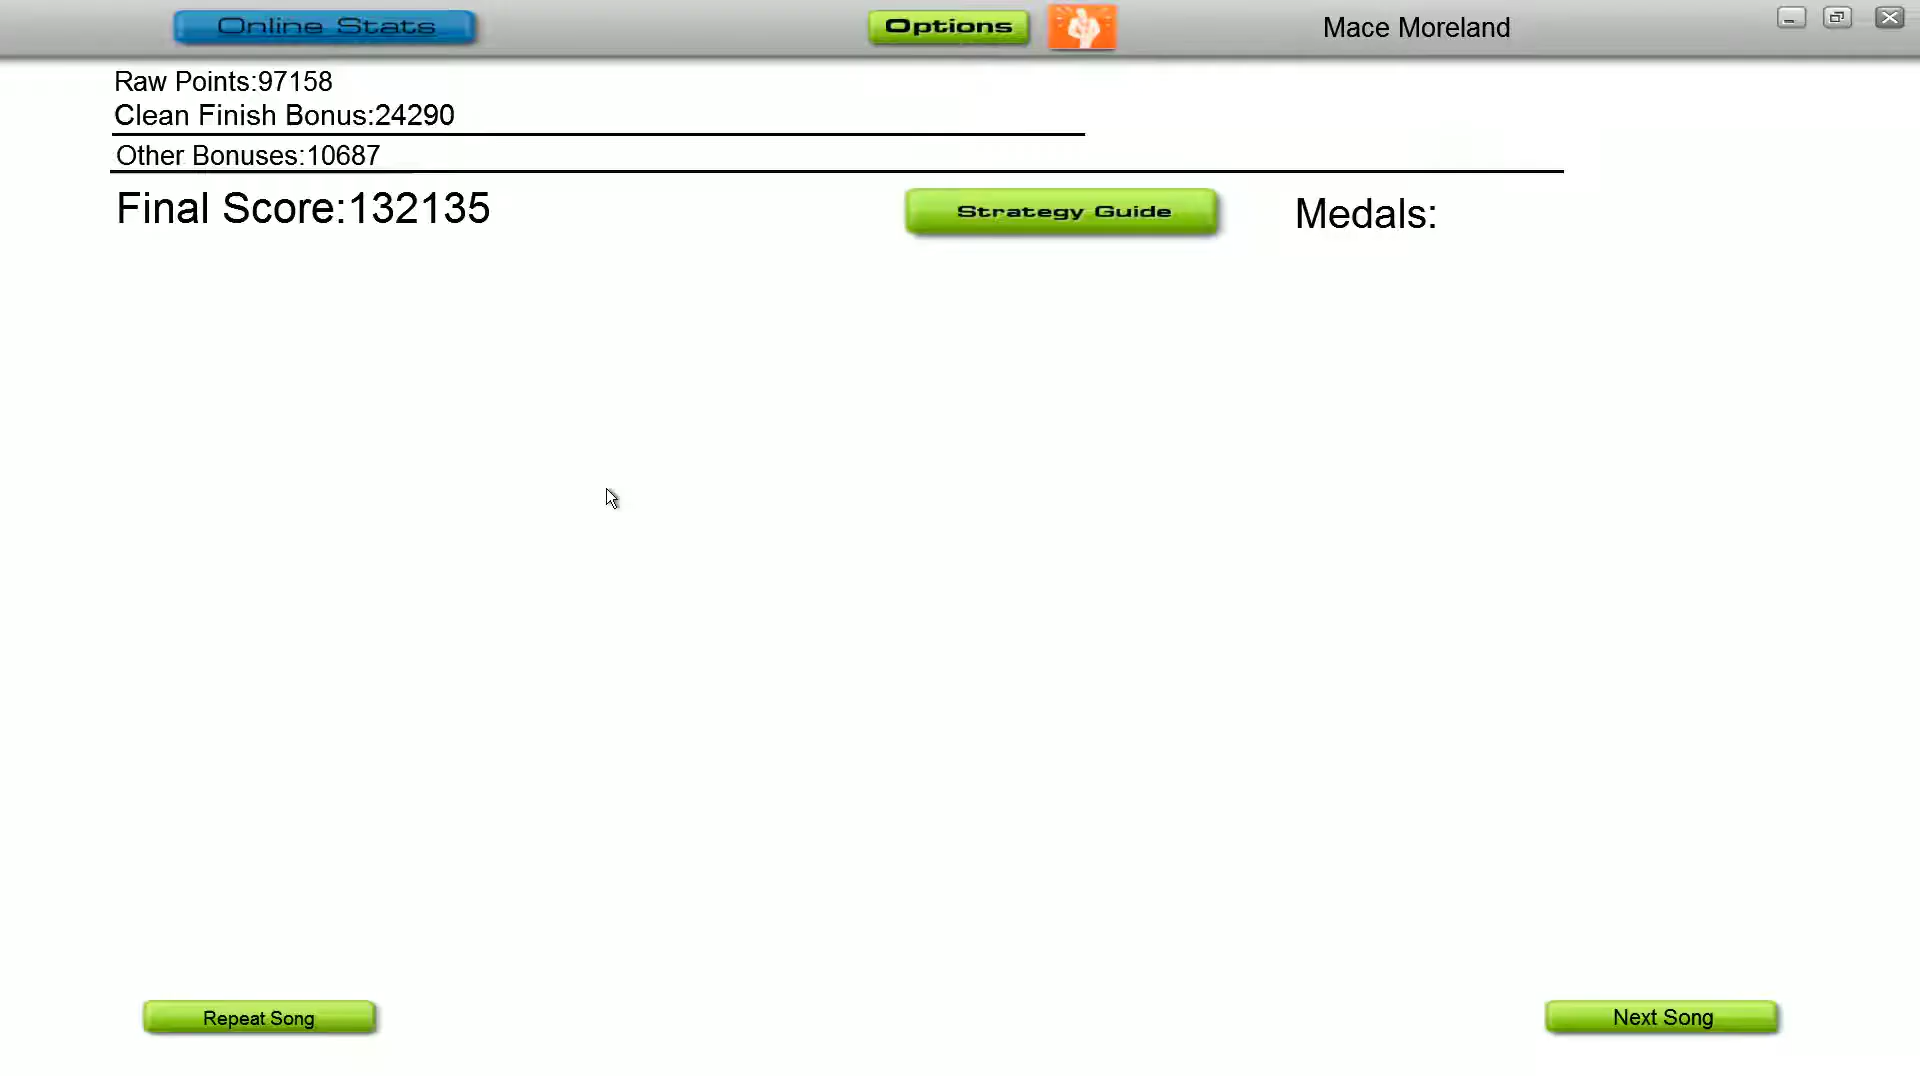 Online Stats
Options
Mace Moreland
Raw Points:97158
Clean Finish Bonus:24290
Other Bonuses:10687
Final Score:132135
Strategy Guide
Medals:
Repeat Song
Next Song